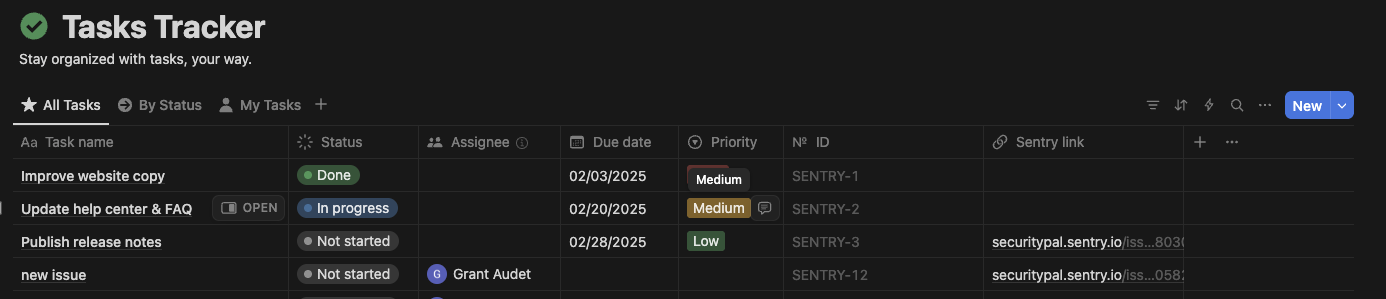 Tasks Tracker
Stay organized with tasks, your way.
All Tasks By Status My Tasks + New
Aa Task name Status Assignee Due date Priority Nº ID Sentry link + ...
Improve website copy Done 02/03/2025 Medium SENTRY-1
Update help center & FAQ OPEN In progress 02/20/2025 Medium SENTRY-2
Publish release notes Not started 02/28/2025 Low SENTRY-3 securitypal.sentry.io/iss...803
new issue Not started G Grant Audet SENTRY-12 securitypal.sentry.io/iss...058